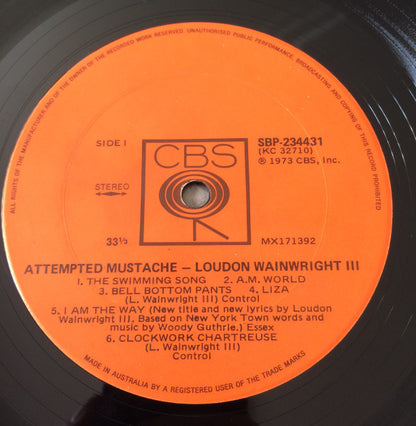 ALL RIGHTS OF THE MANUFACTURER AND OF THE OWNER OF THE RECORDED WORK RESERVED. UNAUTHORISED PUBLIC PERFORMANCE, BROADCASTING AND COPYING OF THIS RECORD PROHIBITED
SIDE I
CBS
SBP-234431
(KC 32710)
℗ 1973 CBS, Inc.
STEREO
33⅓
MX171392
ATTEMPTED MUSTACHE — LOUDON WAINWRIGHT III
1. THE SWIMMING SONG 2. A.M. WORLD
3. BELL BOTTOM PANTS 4. LIZA
(L. Wainwright III) Control
5. I AM THE WAY (New title and new lyrics by Loudon
Wainwright III. Based on New York Town words and
music by Woody Guthrie.) Essex
6. CLOCKWORK CHARTREUSE
(L. Wainwright III)
Control
MADE IN AUSTRALIA BY A REGISTERED USER OF THE TRADE MARKS